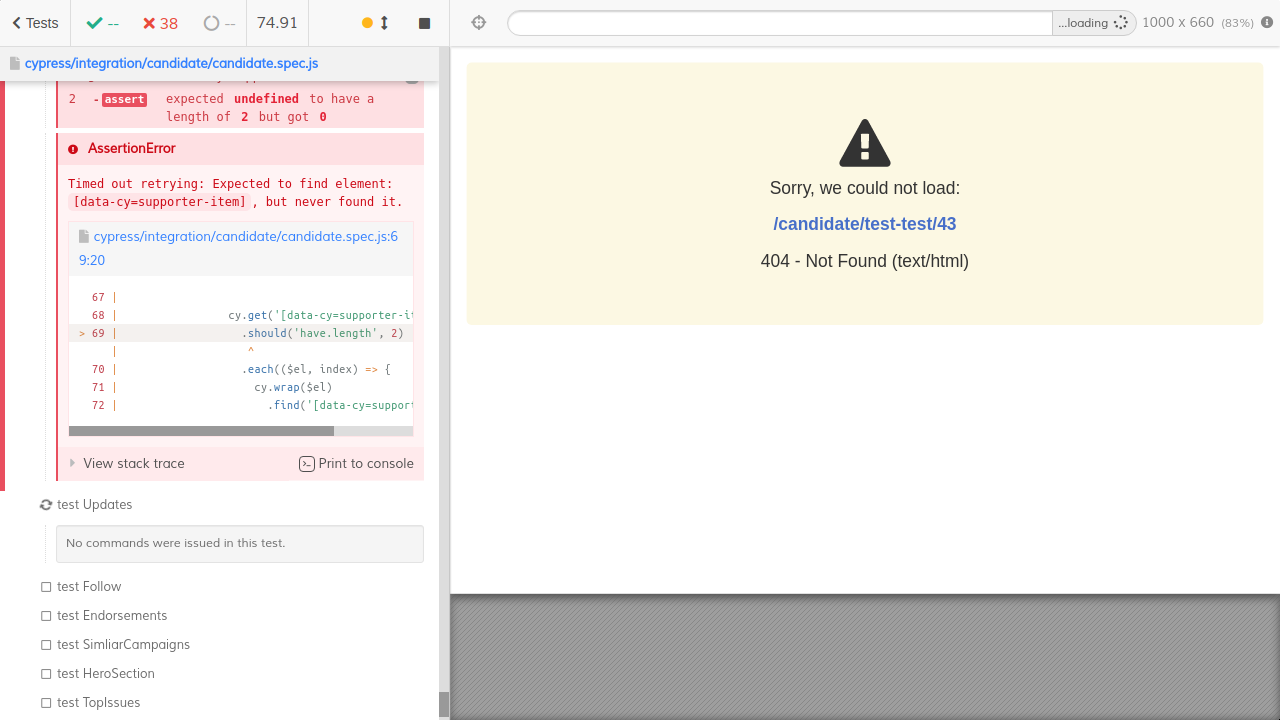 Tests
--
38
--
74.91
...loading
1000 x 660 (83%)
cypress/integration/candidate/candidate.spec.js
2 -assert expected undefined to have a
length of 2 but got 0
AssertionError
Timed out retrying: Expected to find element:
[data-cy=supporter-item], but never found it.
cypress/integration/candidate/candidate.spec.js:6
9:20
67 |
68 | cy.get('[data-cy=supporter-it
> 69 | .should('have.length', 2)
| ^
70 | .each(($el, index) => {
71 | cy.wrap($el)
72 | .find('[data-cy=support
View stack trace
Print to console
test Updates
No commands were issued in this test.
test Follow
test Endorsements
test SimliarCampaigns
test HeroSection
test TopIssues
Sorry, we could not load:
/candidate/test-test/43
404 - Not Found (text/html)